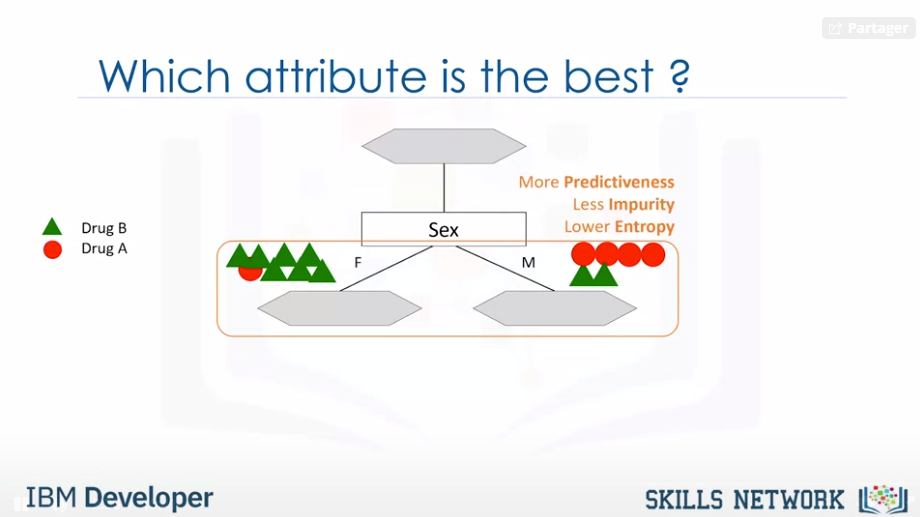 Partager
Which attribute is the best ?
More Predictiveness
Less Impurity
Lower Entropy
Sex
Drug B
Drug A
F
M
IBM Developer
SKILLS NETWORK